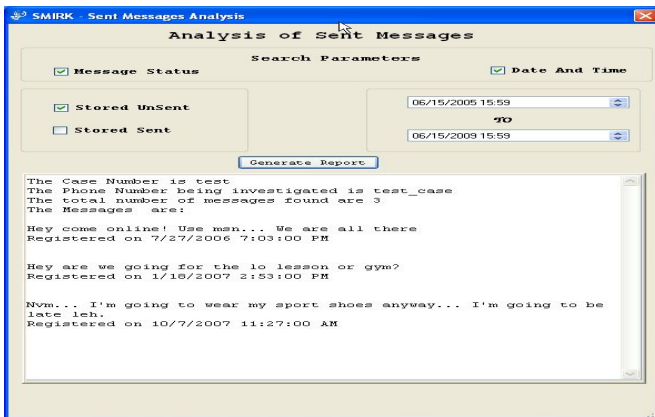 SMIRK - Sent Messages Analysis
Analysis of Sent Messages
Search Parameters
Message Status
Date And Time
Stored UnSent
Stored Sent
06/15/2005 15:59
TO
06/15/2009 15:59
Generate Report
The Case Number is test
The Phone Number being investigated is test_case
The total number of messages found are 3
The Messages are:
Hey come online! Use msn... We are all there
Registered on 7/27/2006 7:03:00 PM
Hey are we going for the lo lesson or gym?
Registered on 1/18/2007 2:53:00 PM
Nvm... I'm going to wear my sport shoes anyway... I'm going to be
late leh.
Registered on 10/7/2007 11:27:00 AM